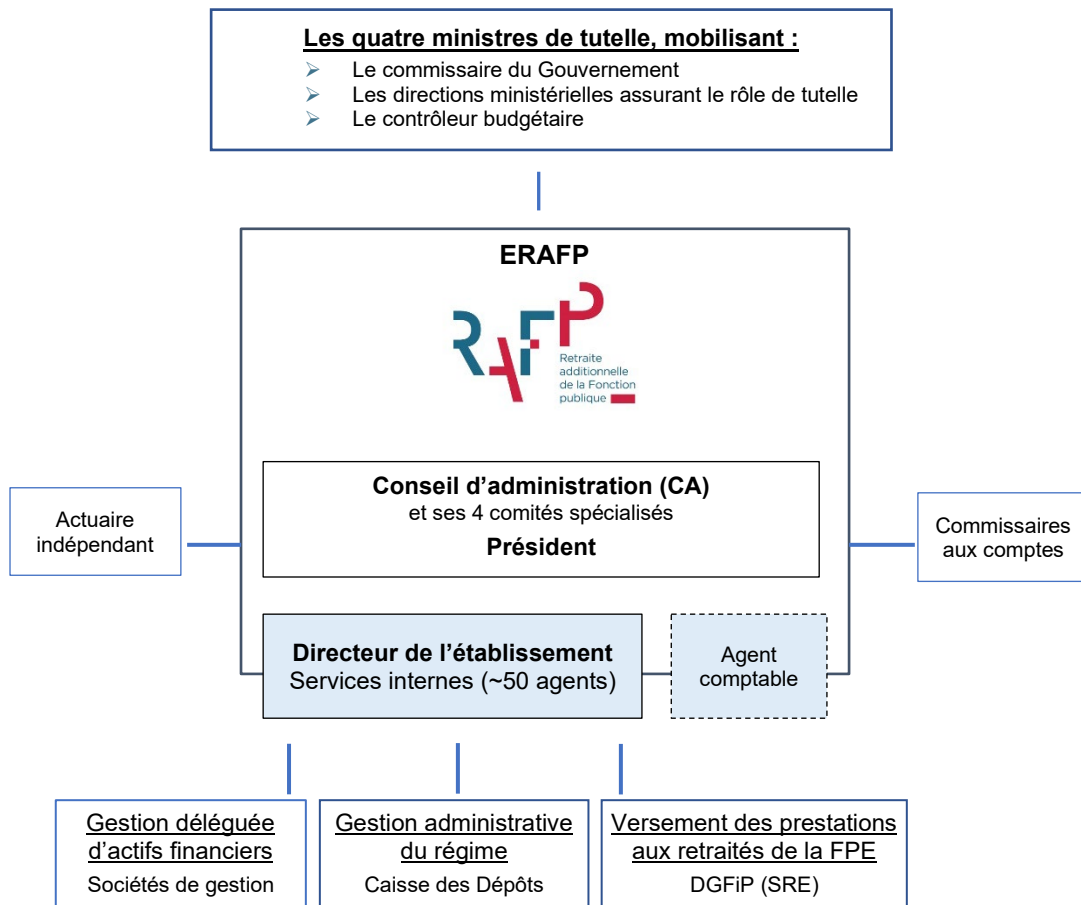 Les quatre ministres de tutelle, mobilisant :
➢ Le commissaire du Gouvernement
➢ Les directions ministérielles assurant le rôle de tutelle
➢ Le contrôleur budgétaire
ERAFP
RAFP
Retraite
additionnelle
de la Fonction
publique
Actuaire
indépendant
Conseil d’administration (CA)
et ses 4 comités spécialisés
Président
Commissaires
aux comptes
Directeur de l’établissement
Services internes (~50 agents)
Agent
comptable
Gestion déléguée
d’actifs financiers
Sociétés de gestion
Gestion administrative
du régime
Caisse des Dépôts
Versement des prestations
aux retraités de la FPE
DGFiP (SRE)